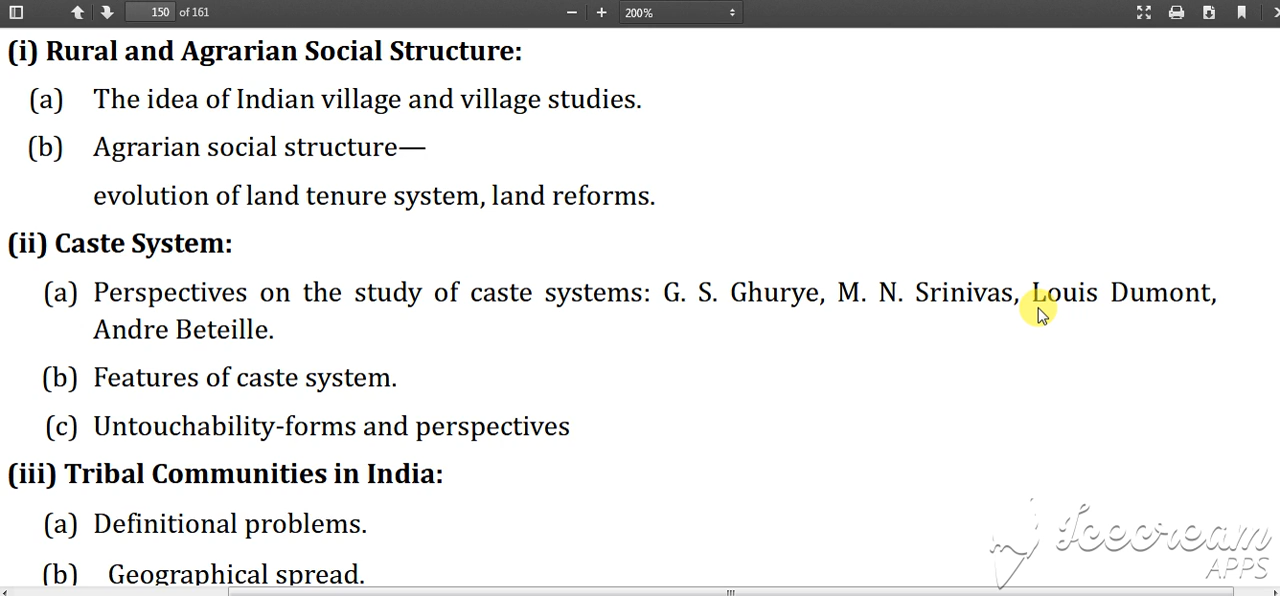 150 of 161
200%
(i) Rural and Agrarian Social Structure:
(a) The idea of Indian village and village studies.
(b) Agrarian social structure—
evolution of land tenure system, land reforms.
(ii) Caste System:
(a) Perspectives on the study of caste systems: G. S. Ghurye, M. N. Srinivas, Louis Dumont,
Andre Beteille.
(b) Features of caste system.
(c) Untouchability-forms and perspectives
(iii) Tribal Communities in India:
(a) Definitional problems.
(b) Geographical spread.
Icecream
APPS